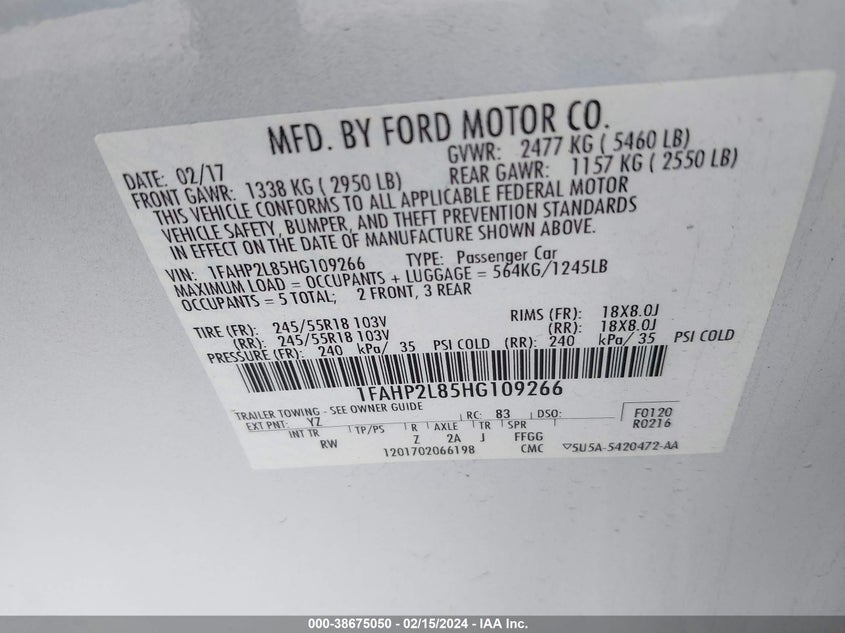 MFD. BY FORD MOTOR CO.
DATE: 02/17 GVWR: 2477 KG ( 5460 LB)
FRONT GAWR: 1338 KG ( 2950 LB) REAR GAWR: 1157 KG ( 2550 LB)
THIS VEHICLE CONFORMS TO ALL APPLICABLE FEDERAL MOTOR
VEHICLE SAFETY, BUMPER, AND THEFT PREVENTION STANDARDS
IN EFFECT ON THE DATE OF MANUFACTURE SHOWN ABOVE.
VIN: 1FAHP2L85HG109266 TYPE: Passenger Car
MAXIMUM LOAD = OCCUPANTS + LUGGAGE = 564KG/1245LB
OCCUPANTS = 5 TOTAL; 2 FRONT, 3 REAR
TIRE (FR): 245/55R18 103V RIMS (FR): 18X8.0J
(RR): 245/55R18 103V (RR): 18X8.0J
PRESSURE (FR): 240 kPa/ 35 PSI COLD (RR): 240 kPa/ 35 PSI COLD
1FAHP2L85HG109266
TRAILER TOWING - SEE OWNER GUIDE
EXT PNT: YZ RC: 83 DSO: F0120
R0216
INT TR TP/PS R AXLE TR SPR
RW Z 2A J FFGG
1201702066198 CMC ▽5U5A-5420472-AA
000-38675050 - 02/15/2024 - IAA Inc.